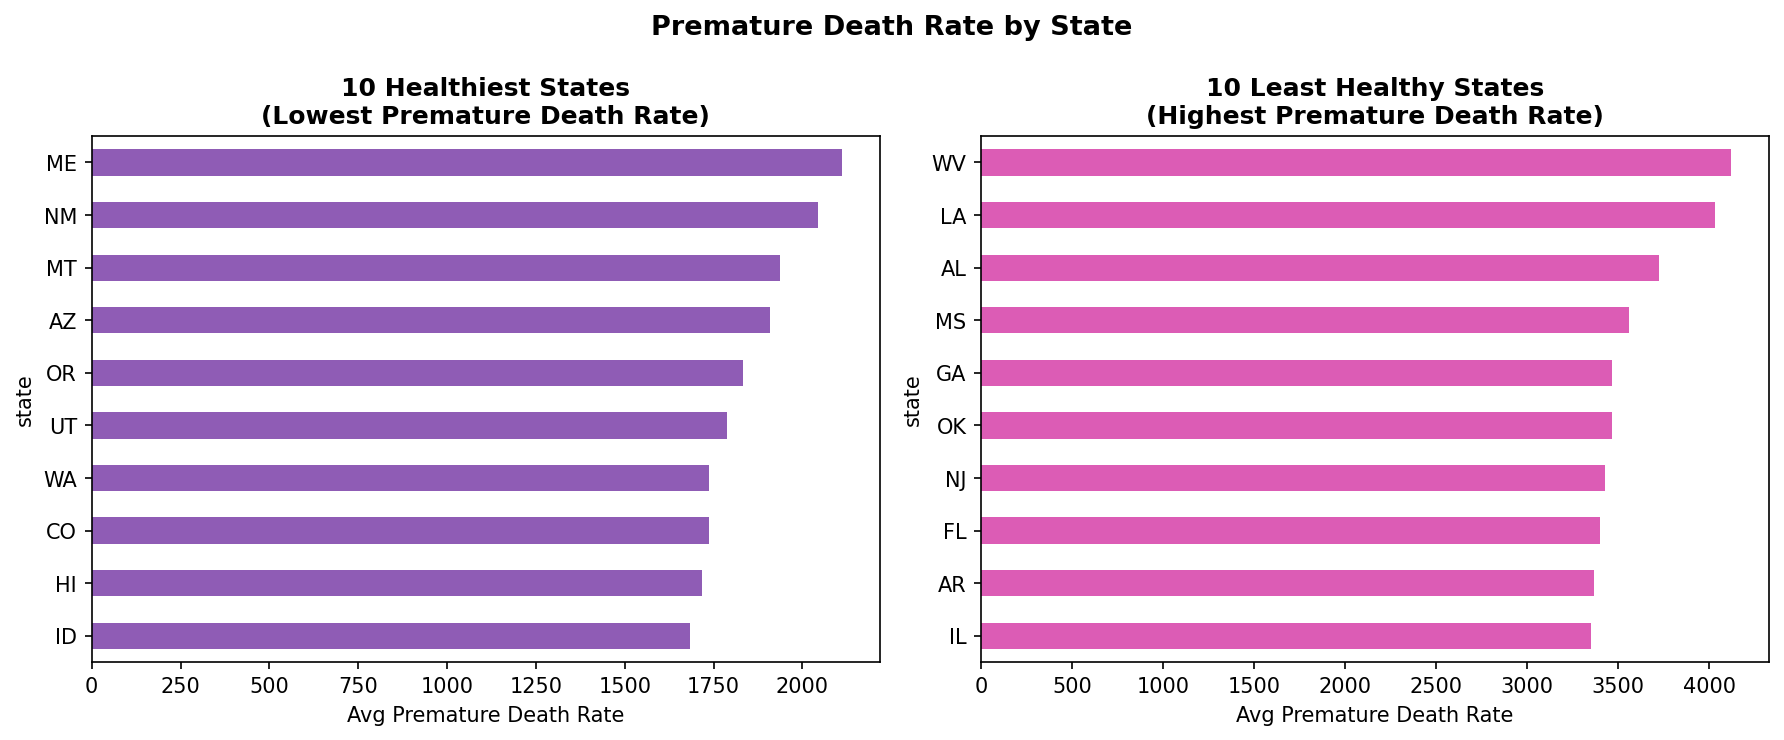 Premature Death Rate by State
10 Healthiest States
(Lowest Premature Death Rate)
ME
NM
MT
AZ
OR
UT
WA
CO
HI
ID
state
0 250 500 750 1000 1250 1500 1750 2000
Avg Premature Death Rate
10 Least Healthy States
(Highest Premature Death Rate)
WV
LA
AL
MS
GA
OK
NJ
FL
AR
IL
state
0 500 1000 1500 2000 2500 3000 3500 4000
Avg Premature Death Rate